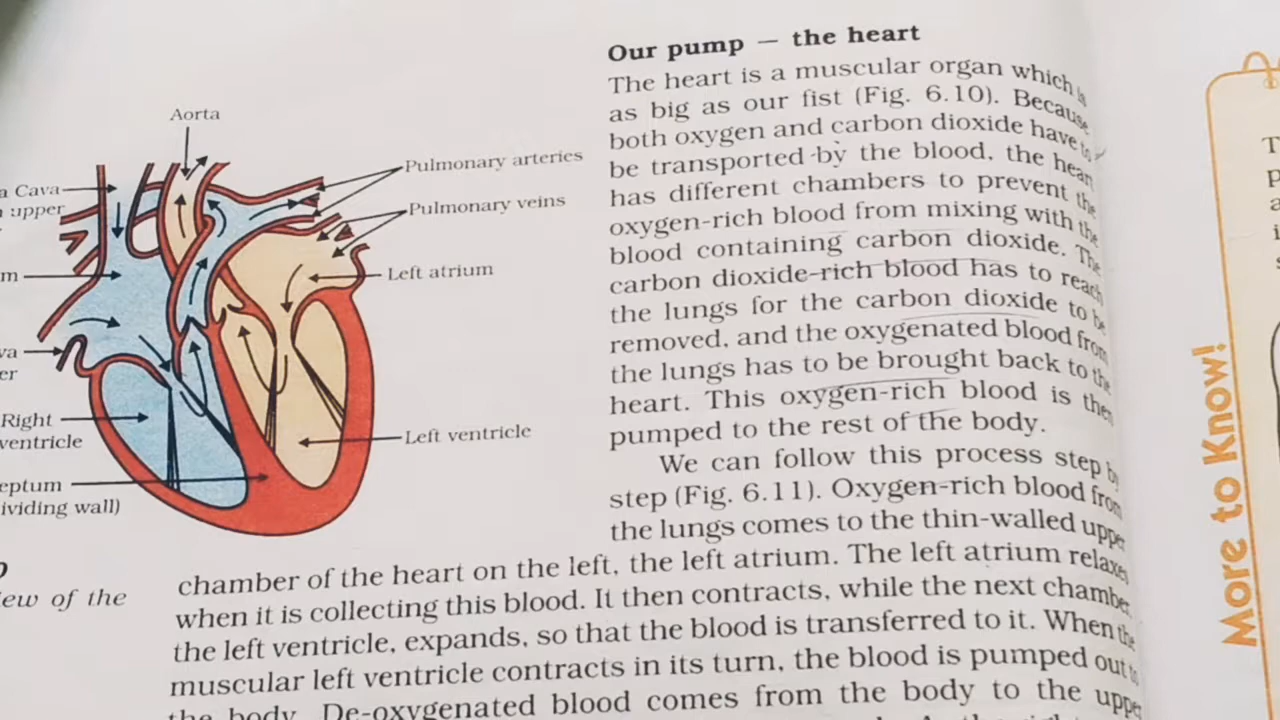 Our pump — the heart
The heart is a muscular organ which is
as big as our fist (Fig. 6.10). Because
both oxygen and carbon dioxide have to
be transported by the blood, the heart
has different chambers to prevent the
oxygen-rich blood from mixing with the
blood containing carbon dioxide. The
carbon dioxide-rich blood has to reach
the lungs for the carbon dioxide to be
removed, and the oxygenated blood from
the lungs has to be brought back to the
heart. This oxygen-rich blood is then
pumped to the rest of the body.
We can follow this process step by
step (Fig. 6.11). Oxygen-rich blood from
the lungs comes to the thin-walled upper
chamber of the heart on the left, the left atrium. The left atrium relaxes
when it is collecting this blood. It then contracts, while the next chamber,
the left ventricle, expands, so that the blood is transferred to it. When the
muscular left ventricle contracts in its turn, the blood is pumped out to
the body. De-oxygenated blood comes from the body to the upper
Aorta
Pulmonary arteries
Pulmonary veins
Left atrium
Left ventricle
a Cava
upper
Right
ventricle
eptum
ividing wall)
ew of the
More to Know!